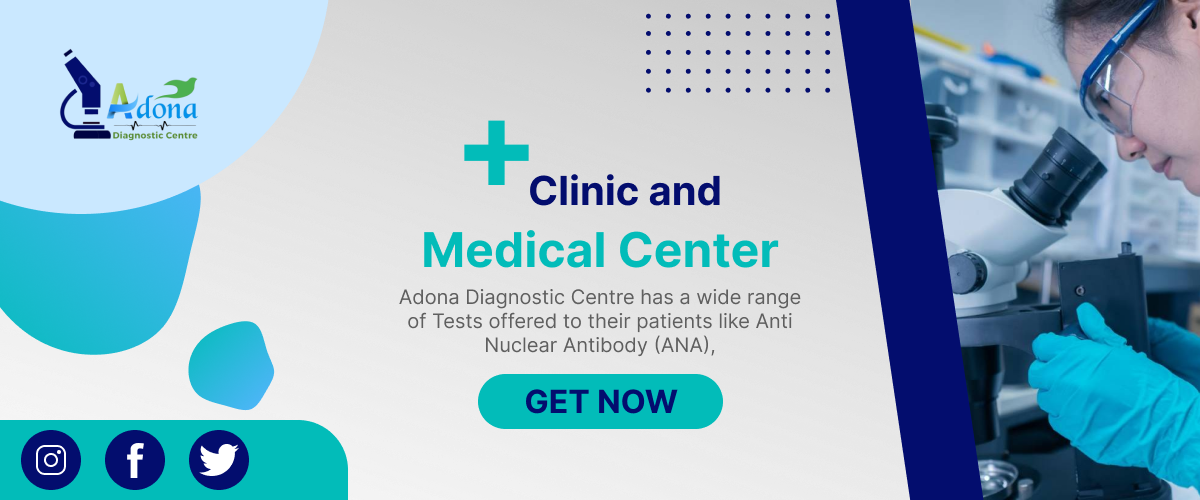 Adona
Diagnostic Centre
Clinic and
Medical Center
Adona Diagnostic Centre has a wide range
of Tests offered to their patients like Anti
Nuclear Antibody (ANA),
GET NOW